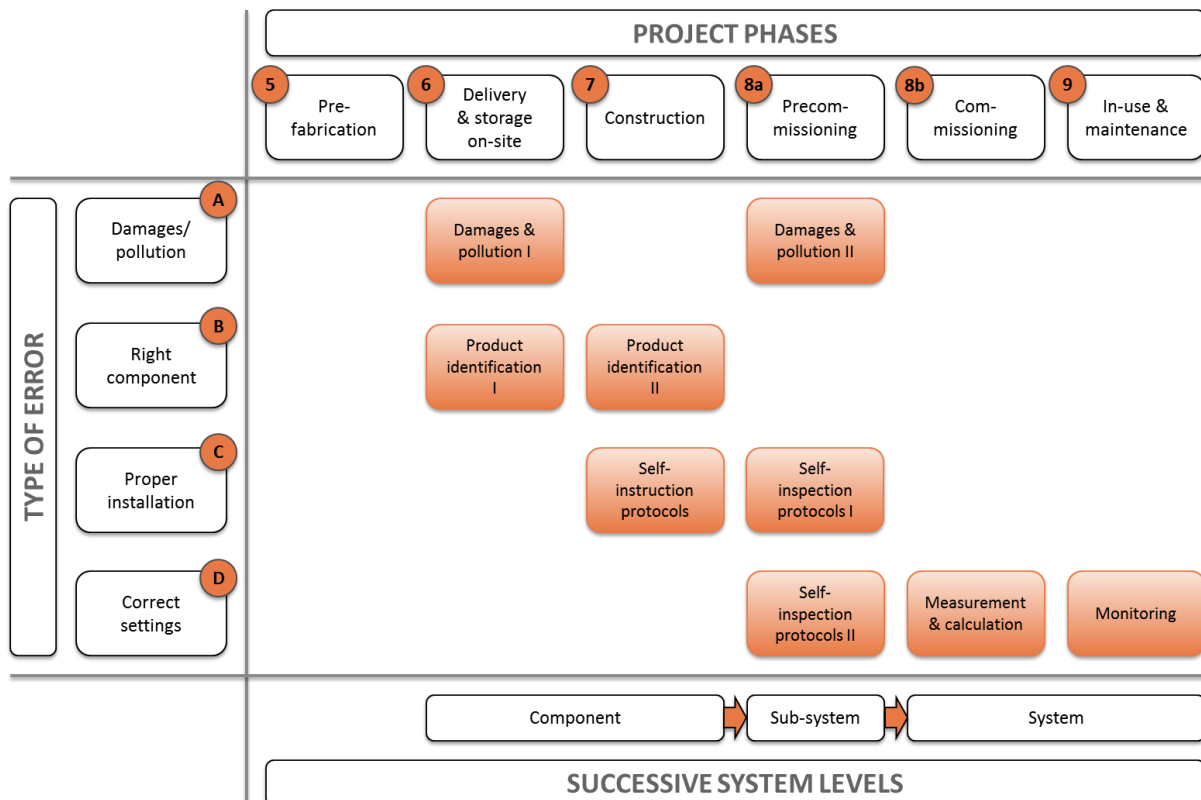 PROJECT PHASES
5
Pre-
fabrication
6
Delivery
& storage
on-site
7
Construction
8a
Precom-
missioning
8b
Com-
missioning
9
In-use &
maintenance
TYPE OF ERROR
A
Damages/
pollution
Damages &
pollution I
Damages &
pollution II
B
Right
component
Product
identification
I
Product
identification
II
C
Proper
installation
Self-
instruction
protocols
Self-
inspection
protocols I
D
Correct
settings
Self-
inspection
protocols II
Measurement
& calculation
Monitoring
Component
Sub-system
System
SUCCESSIVE SYSTEM LEVELS